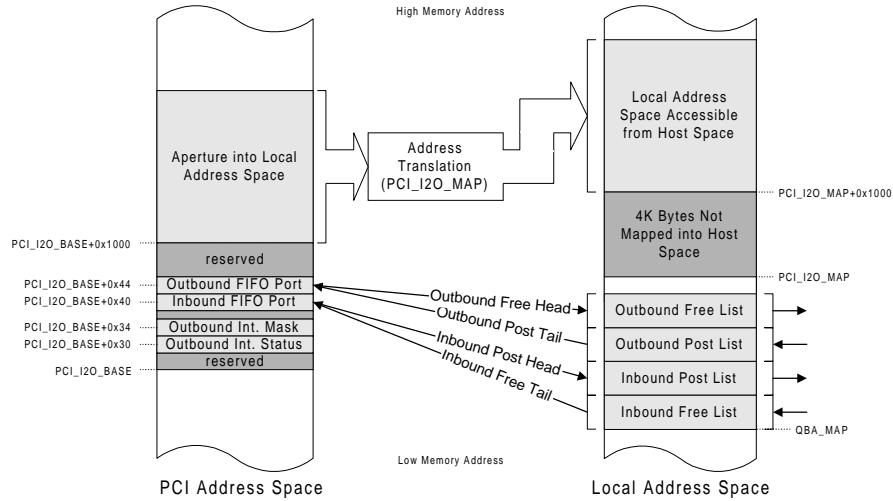 High Memory Address
Aperture into Local
Address Space
Address
Translation
(PCI_I2O_MAP)
Local Address
Space Accessible
from Host Space
PCI_I2O_MAP+0x1000
4K Bytes Not
Mapped into Host
Space
PCI_I2O_MAP
PCI_I2O_BASE+0x1000
reserved
PCI_I2O_BASE+0x44
Outbound FIFO Port
PCI_I2O_BASE+0x40
Inbound FIFO Port
PCI_I2O_BASE+0x34
Outbound Int. Mask
PCI_I2O_BASE+0x30
Outbound Int. Status
reserved
PCI_I2O_BASE
Outbound Free Head
Outbound Post Tail
Inbound Post Head
Inbound Free Tail
Outbound Free List
Outbound Post List
Inbound Post List
Inbound Free List
QBA_MAP
Low Memory Address
PCI Address Space
Local Address Space